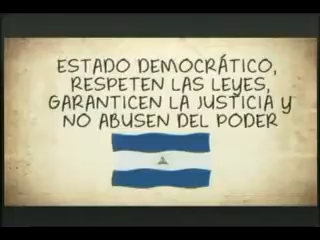 ESTADO DEMOCRÁTICO,
RESPETEN LAS LEYES,
GARANTICEN LA JUSTICIA Y
NO ABUSEN DEL PODER